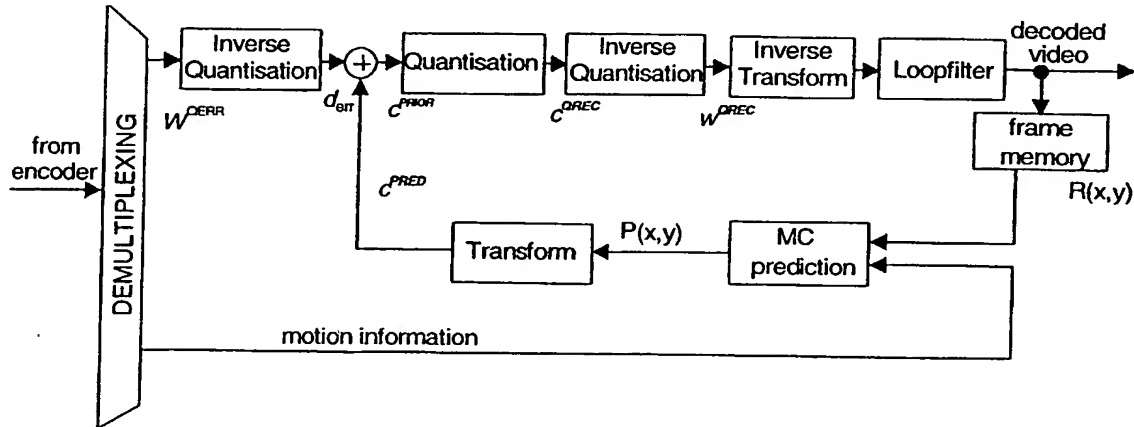 Inverse
Quantisation
Quantisation
Inverse
Quantisation
Inverse
Transform
Loopfilter
decoded
video
W^QERR
d_err
c^PRIOR
c^QREC
W^QREC
frame
memory
R(x,y)
from
encoder
DEMULTIPLEXING
c^PRED
Transform
P(x,y)
MC
prediction
motion information